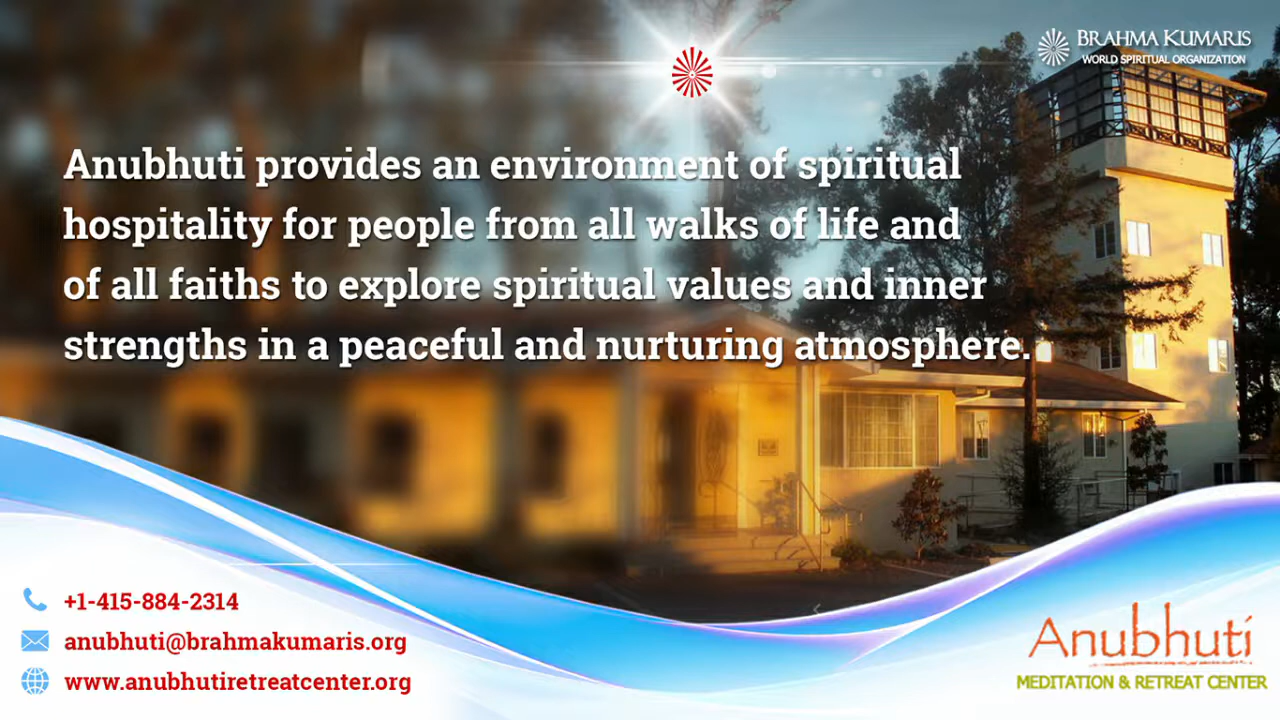 BRAHMA KUMARIS
WORLD SPIRITUAL ORGANIZATION
Anubhuti provides an environment of spiritual
hospitality for people from all walks of life and
of all faiths to explore spiritual values and inner
strengths in a peaceful and nurturing atmosphere.
+1-415-884-2314
anubhuti@brahmakumaris.org
www.anubhutiretreatcenter.org
Anubhuti
MEDITATION & RETREAT CENTER